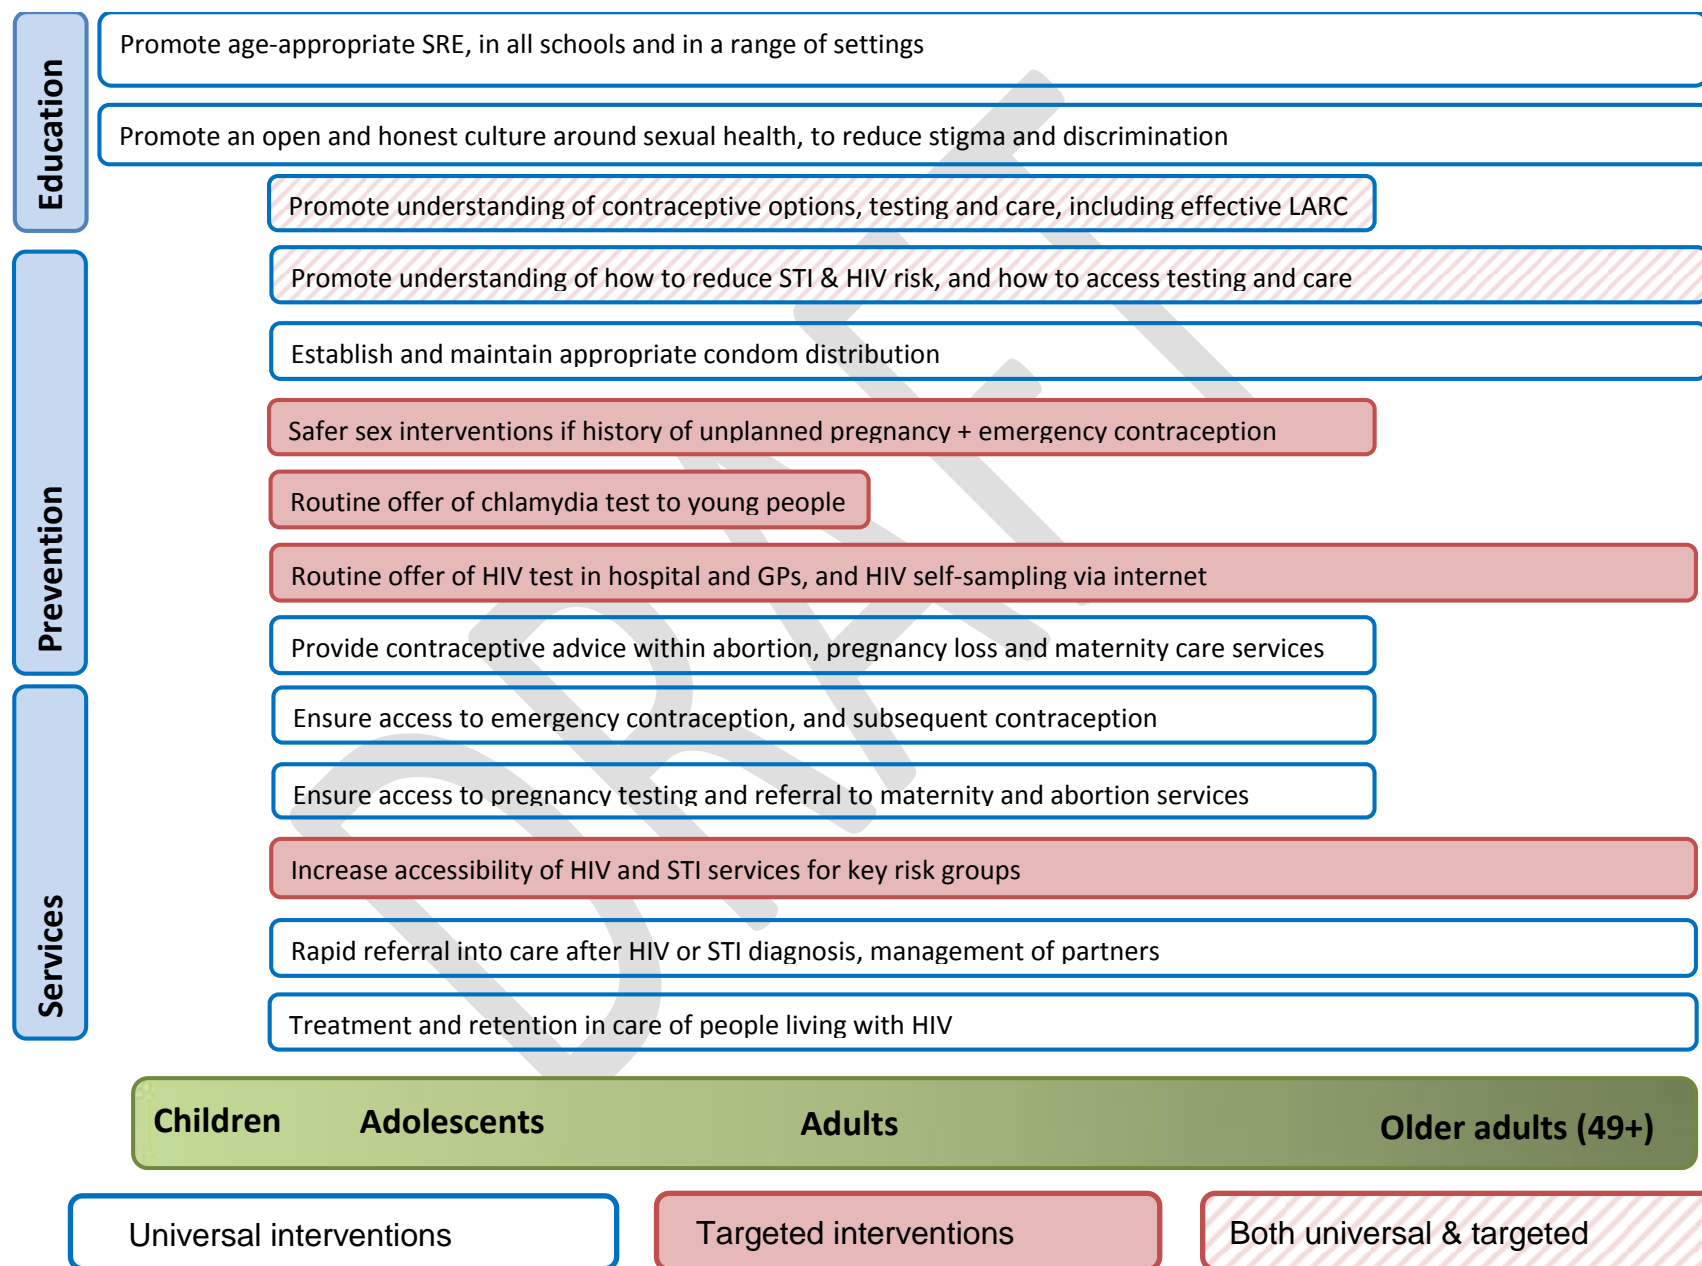 Education
Promote age-appropriate SRE, in all schools and in a range of settings
Promote an open and honest culture around sexual health, to reduce stigma and discrimination
Promote understanding of contraceptive options, testing and care, including effective LARC
Prevention
Promote understanding of how to reduce STI & HIV risk, and how to access testing and care
Establish and maintain appropriate condom distribution
Safer sex interventions if history of unplanned pregnancy + emergency contraception
Routine offer of chlamydia test to young people
Routine offer of HIV test in hospital and GPs, and HIV self-sampling via internet
Provide contraceptive advice within abortion, pregnancy loss and maternity care services
Services
Ensure access to emergency contraception, and subsequent contraception
Ensure access to pregnancy testing and referral to maternity and abortion services
Increase accessibility of HIV and STI services for key risk groups
Rapid referral into care after HIV or STI diagnosis, management of partners
Treatment and retention in care of people living with HIV
DRAFT
Children Adolescents Adults Older adults (49+)
Universal interventions Targeted interventions Both universal & targeted